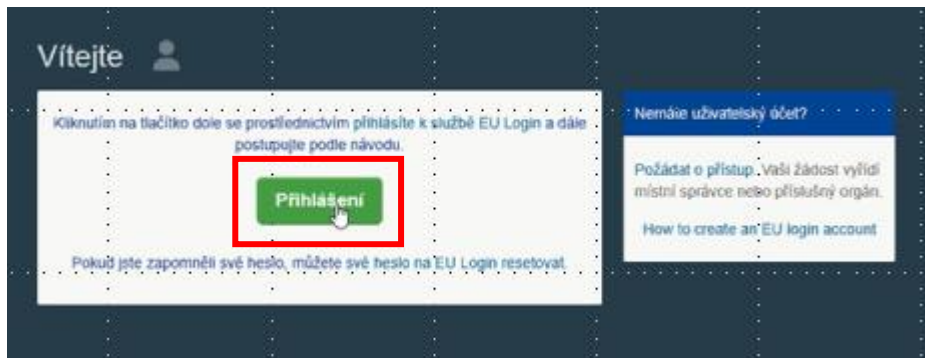 Vítejte
Kliknutím na tlačítko dole se prostřednictvím přihlásíte k službě EU Login a dále
postupujte podle návodu.
Přihlášení
Pokud jste zapomněli své heslo, můžete své heslo na EU Login resetovat.
Nemáte uživatelský účet?
Požádat o přístup. Vaši žádost vyřídí
místní správce nebo příslušný orgán.
How to create an EU login account